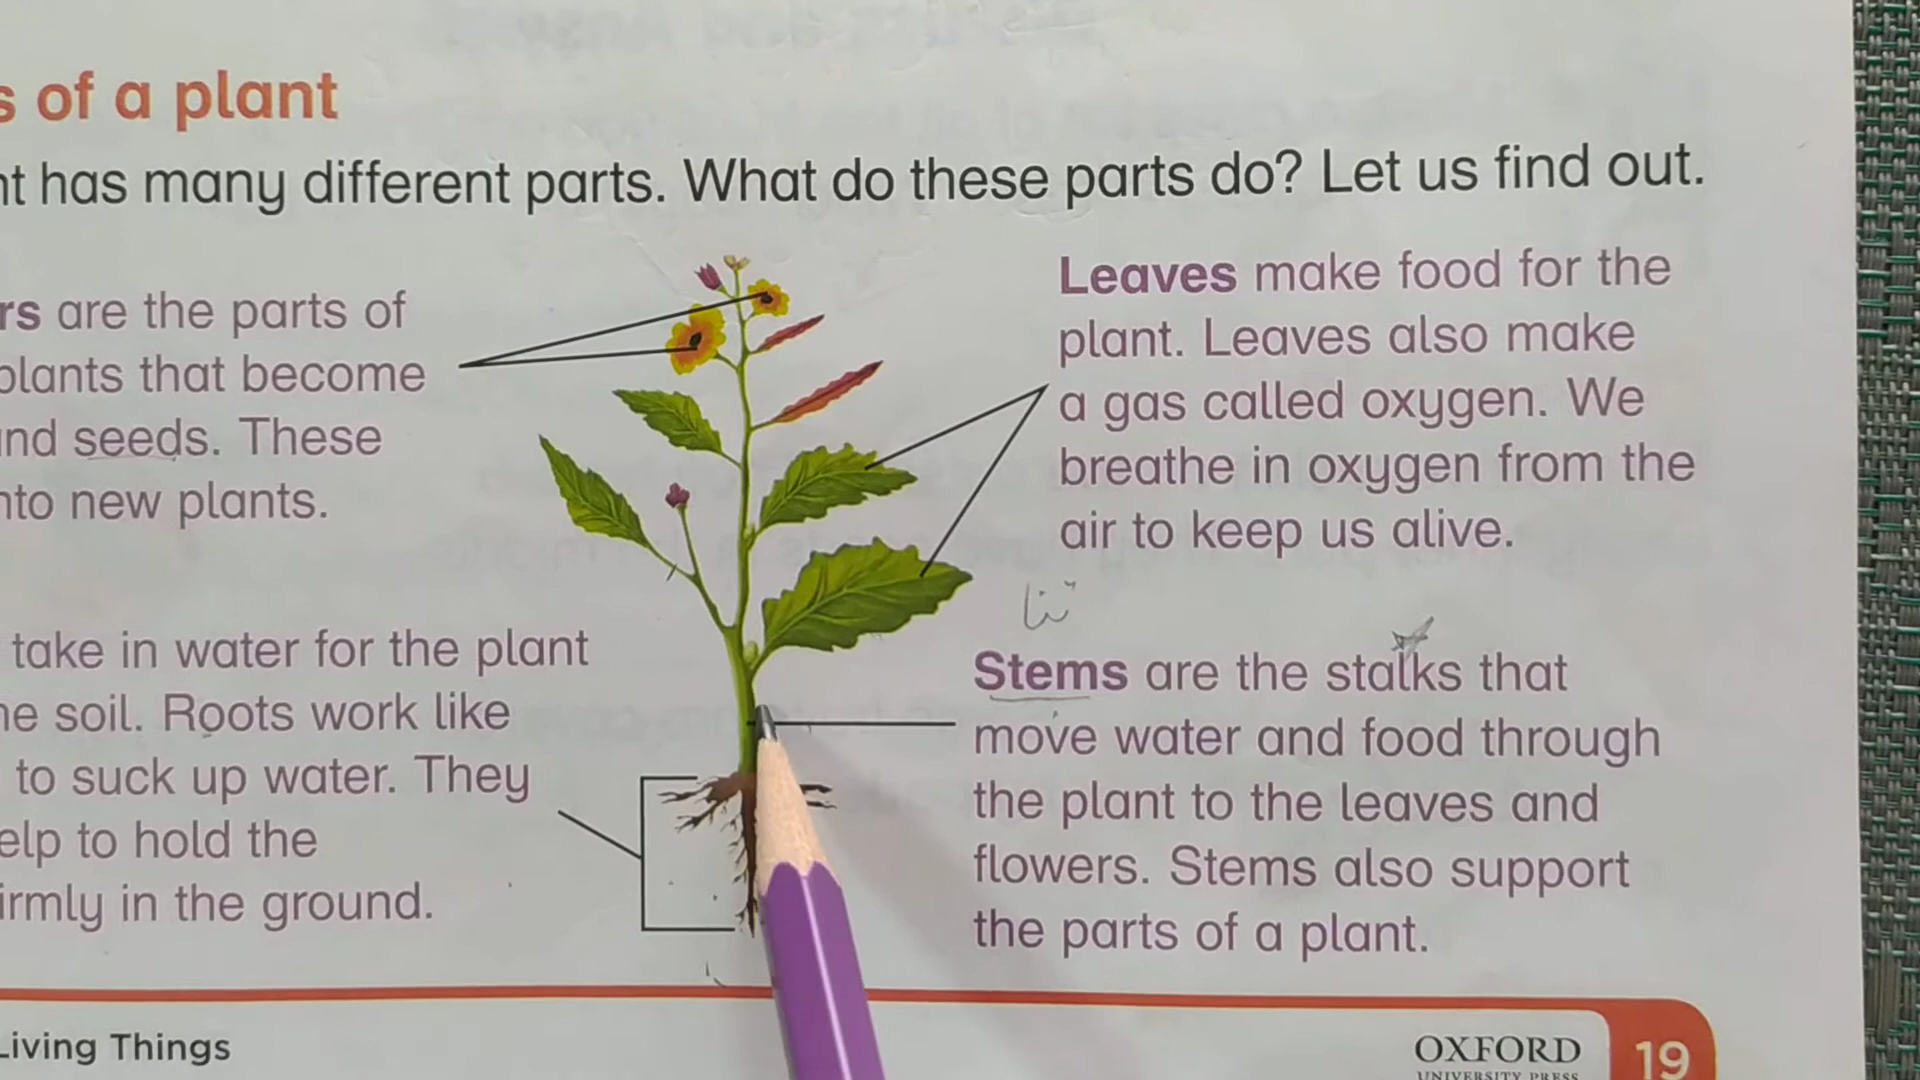 s of a plant
nt has many different parts. What do these parts do? Let us find out.
rs are the parts of
plants that become
and seeds. These
nto new plants.
Leaves make food for the
plant. Leaves also make
a gas called oxygen. We
breathe in oxygen from the
air to keep us alive.
take in water for the plant
he soil. Roots work like
to suck up water. They
elp to hold the
irmly in the ground.
Stems are the stalks that
move water and food through
the plant to the leaves and
flowers. Stems also support
the parts of a plant.
Living Things
OXFORD
UNIVERSITY PRESS
19